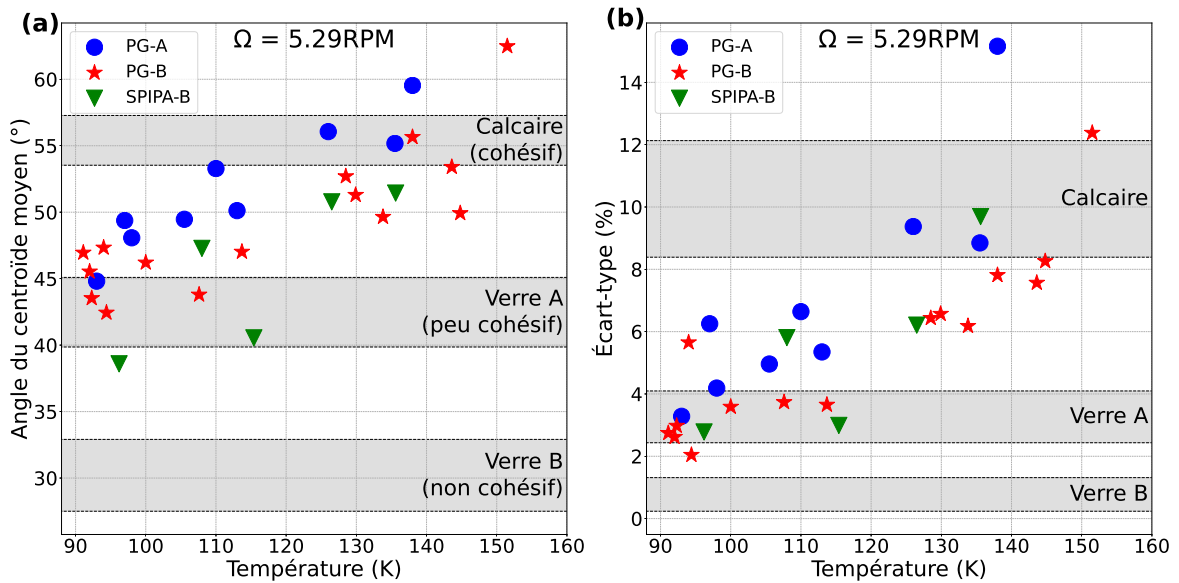 (a)
Ω = 5.29RPM
PG-A
PG-B
SPIPA-B
Calcaire
(cohésif)
Verre A
(peu cohésif)
Verre B
(non cohésif)
Angle du centroïde moyen (°)
60
55
50
45
40
35
30
90 100 110 120 130 140 150 160
Température (K)
(b)
Ω = 5.29RPM
PG-A
PG-B
SPIPA-B
Calcaire
Verre A
Verre B
Écart-type (%)
14
12
10
8
6
4
2
0
90 100 110 120 130 140 150 160
Température (K)